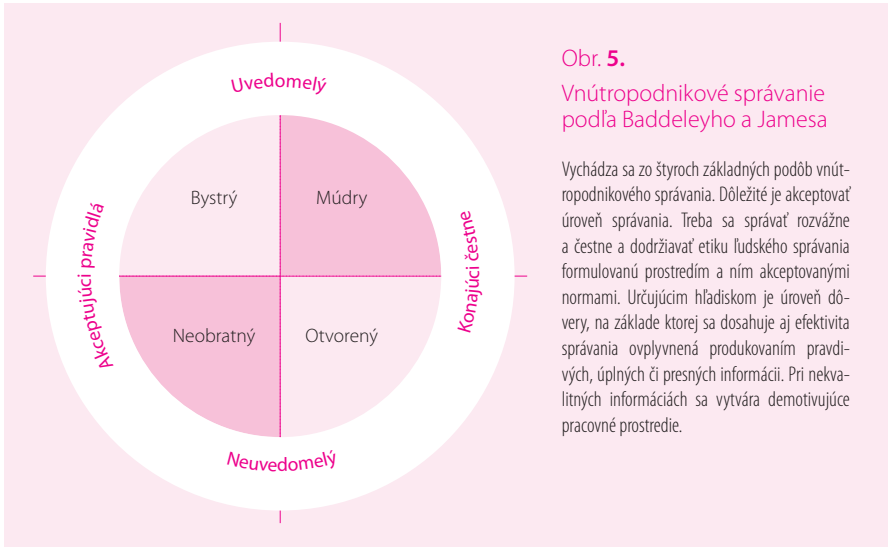 Uvedomelý
Bystrý
Múdry
Akceptujúci pravidlá
Konajúci čestne
Neobratný
Otvorený
Neuvedomelý
Obr. 5.
Vnútropodnikové správanie
podľa Baddeleyho a Jamesa
Vychádza sa zo štyroch základných podôb vnút-
ropodnikového správania. Dôležité je akceptovať
úroveň správania. Treba sa správať rozvážne
a čestne a dodržiavať etiku ľudského správania
formulovanú prostredím a ním akceptovanými
normami. Určujúcim hľadiskom je úroveň dô-
very, na základe ktorej sa dosahuje aj efektivita
správania ovplyvnená produkovaním pravdi-
vých, úplných či presných informácii. Pri nekva-
litných informáciách sa vytvára demotivujúce
pracovné prostredie.